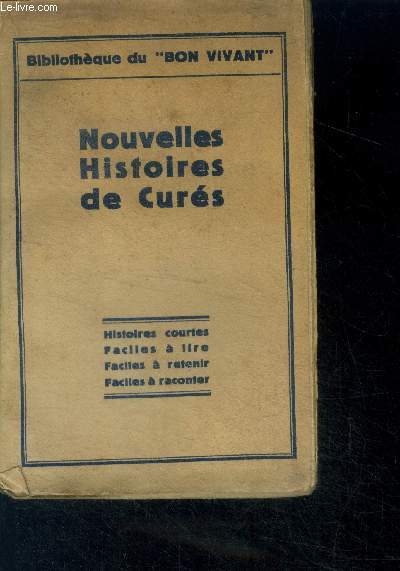 Le-livre.com
Bibliothèque du "BON VIVANT"
Nouvelles
Histoires
de Curés
Histoires courtes
Faciles à lire
Faciles à retenir
Faciles à raconter